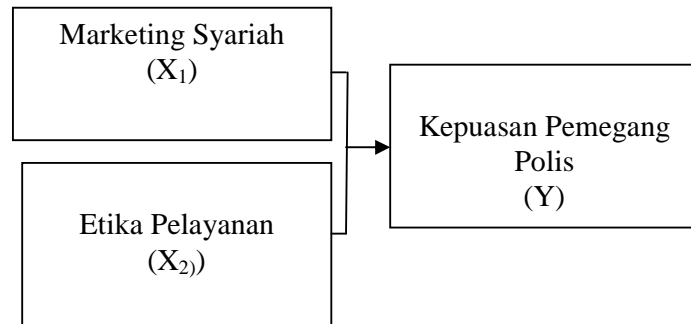 Marketing Syariah
(X₁)
Kepuasan Pemegang
Polis
(Y)
Etika Pelayanan
(X₂₎)